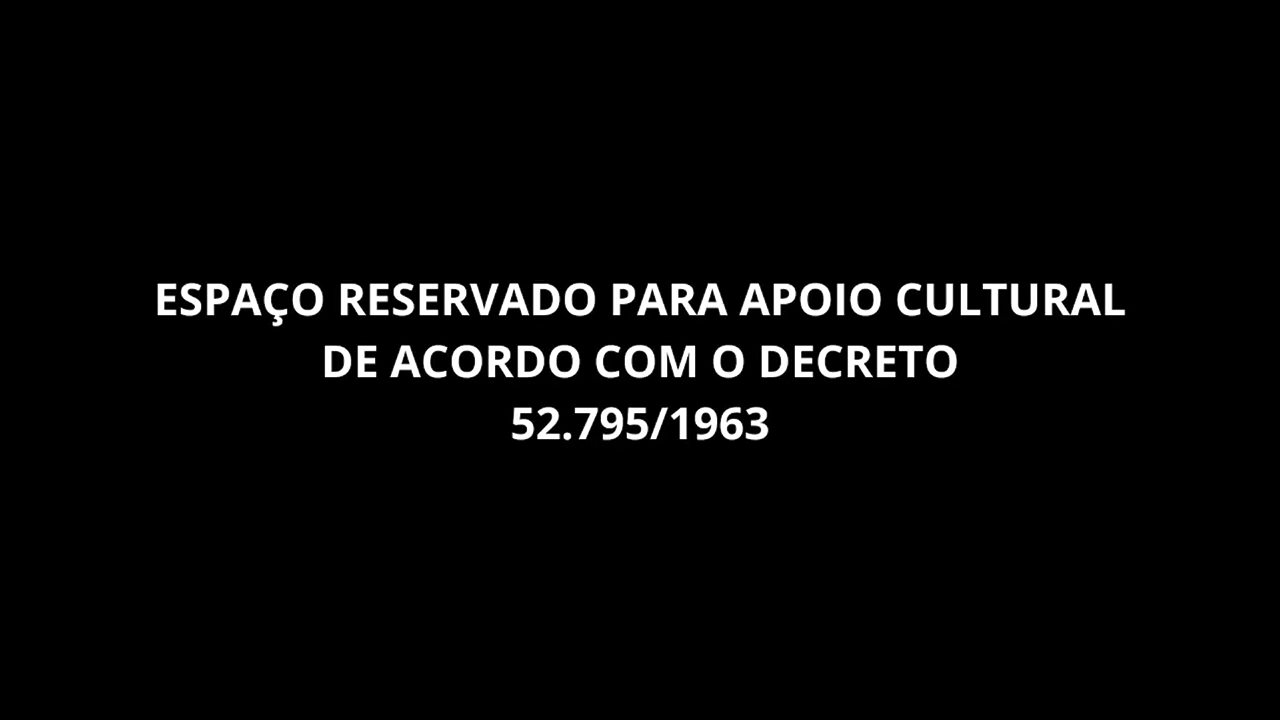 ESPAÇO RESERVADO PARA APOIO CULTURAL
DE ACORDO COM O DECRETO
52.795/1963